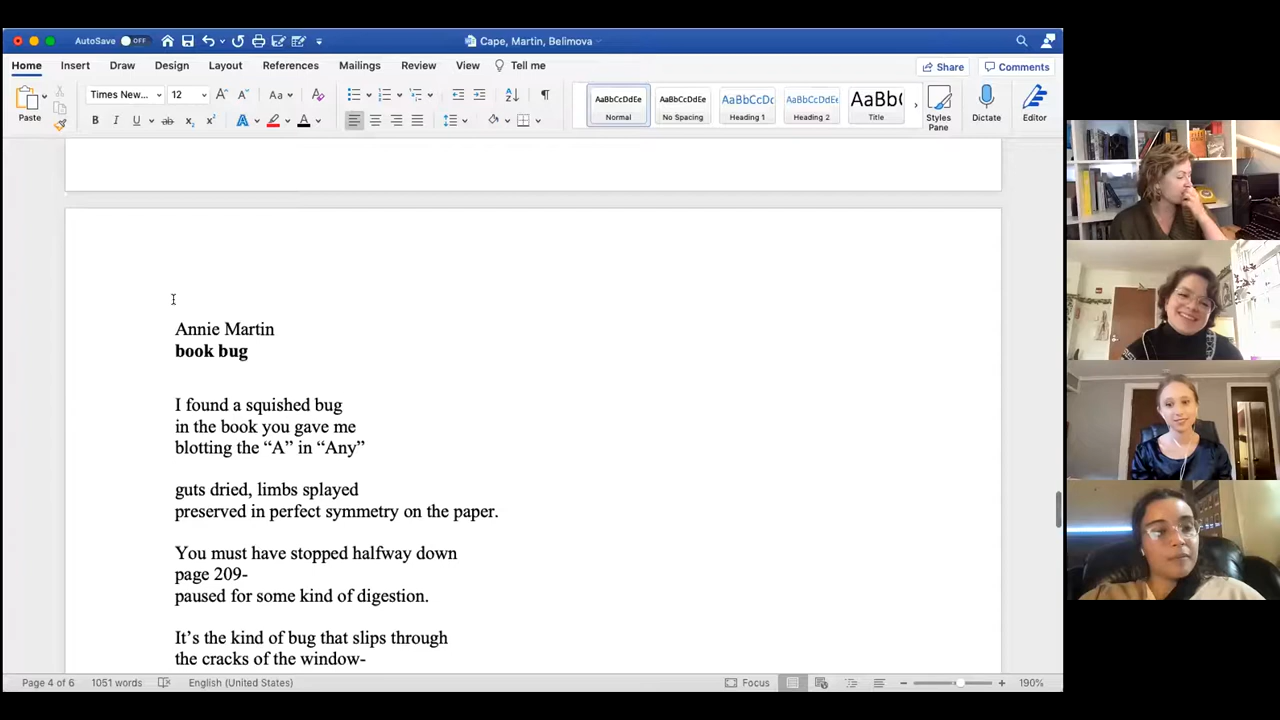 AutoSave OFF
Cape, Martin, Belimova
Home Insert Draw Design Layout References Mailings Review View Tell me
Share Comments
Paste
Times New... 12
AaBbCcDdEe AaBbCcDdEe AaBbCcDc AaBbCcDdEe AaBb(
Normal No Spacing Heading 1 Heading 2 Title
Styles Pane
Dictate
Editor
Annie Martin
book bug
I found a squished bug
in the book you gave me
blotting the “A” in “Any”
guts dried, limbs splayed
preserved in perfect symmetry on the paper.
You must have stopped halfway down
page 209-
paused for some kind of digestion.
It’s the kind of bug that slips through
the cracks of the window-
Page 4 of 6 1051 words English (United States) Focus 190%